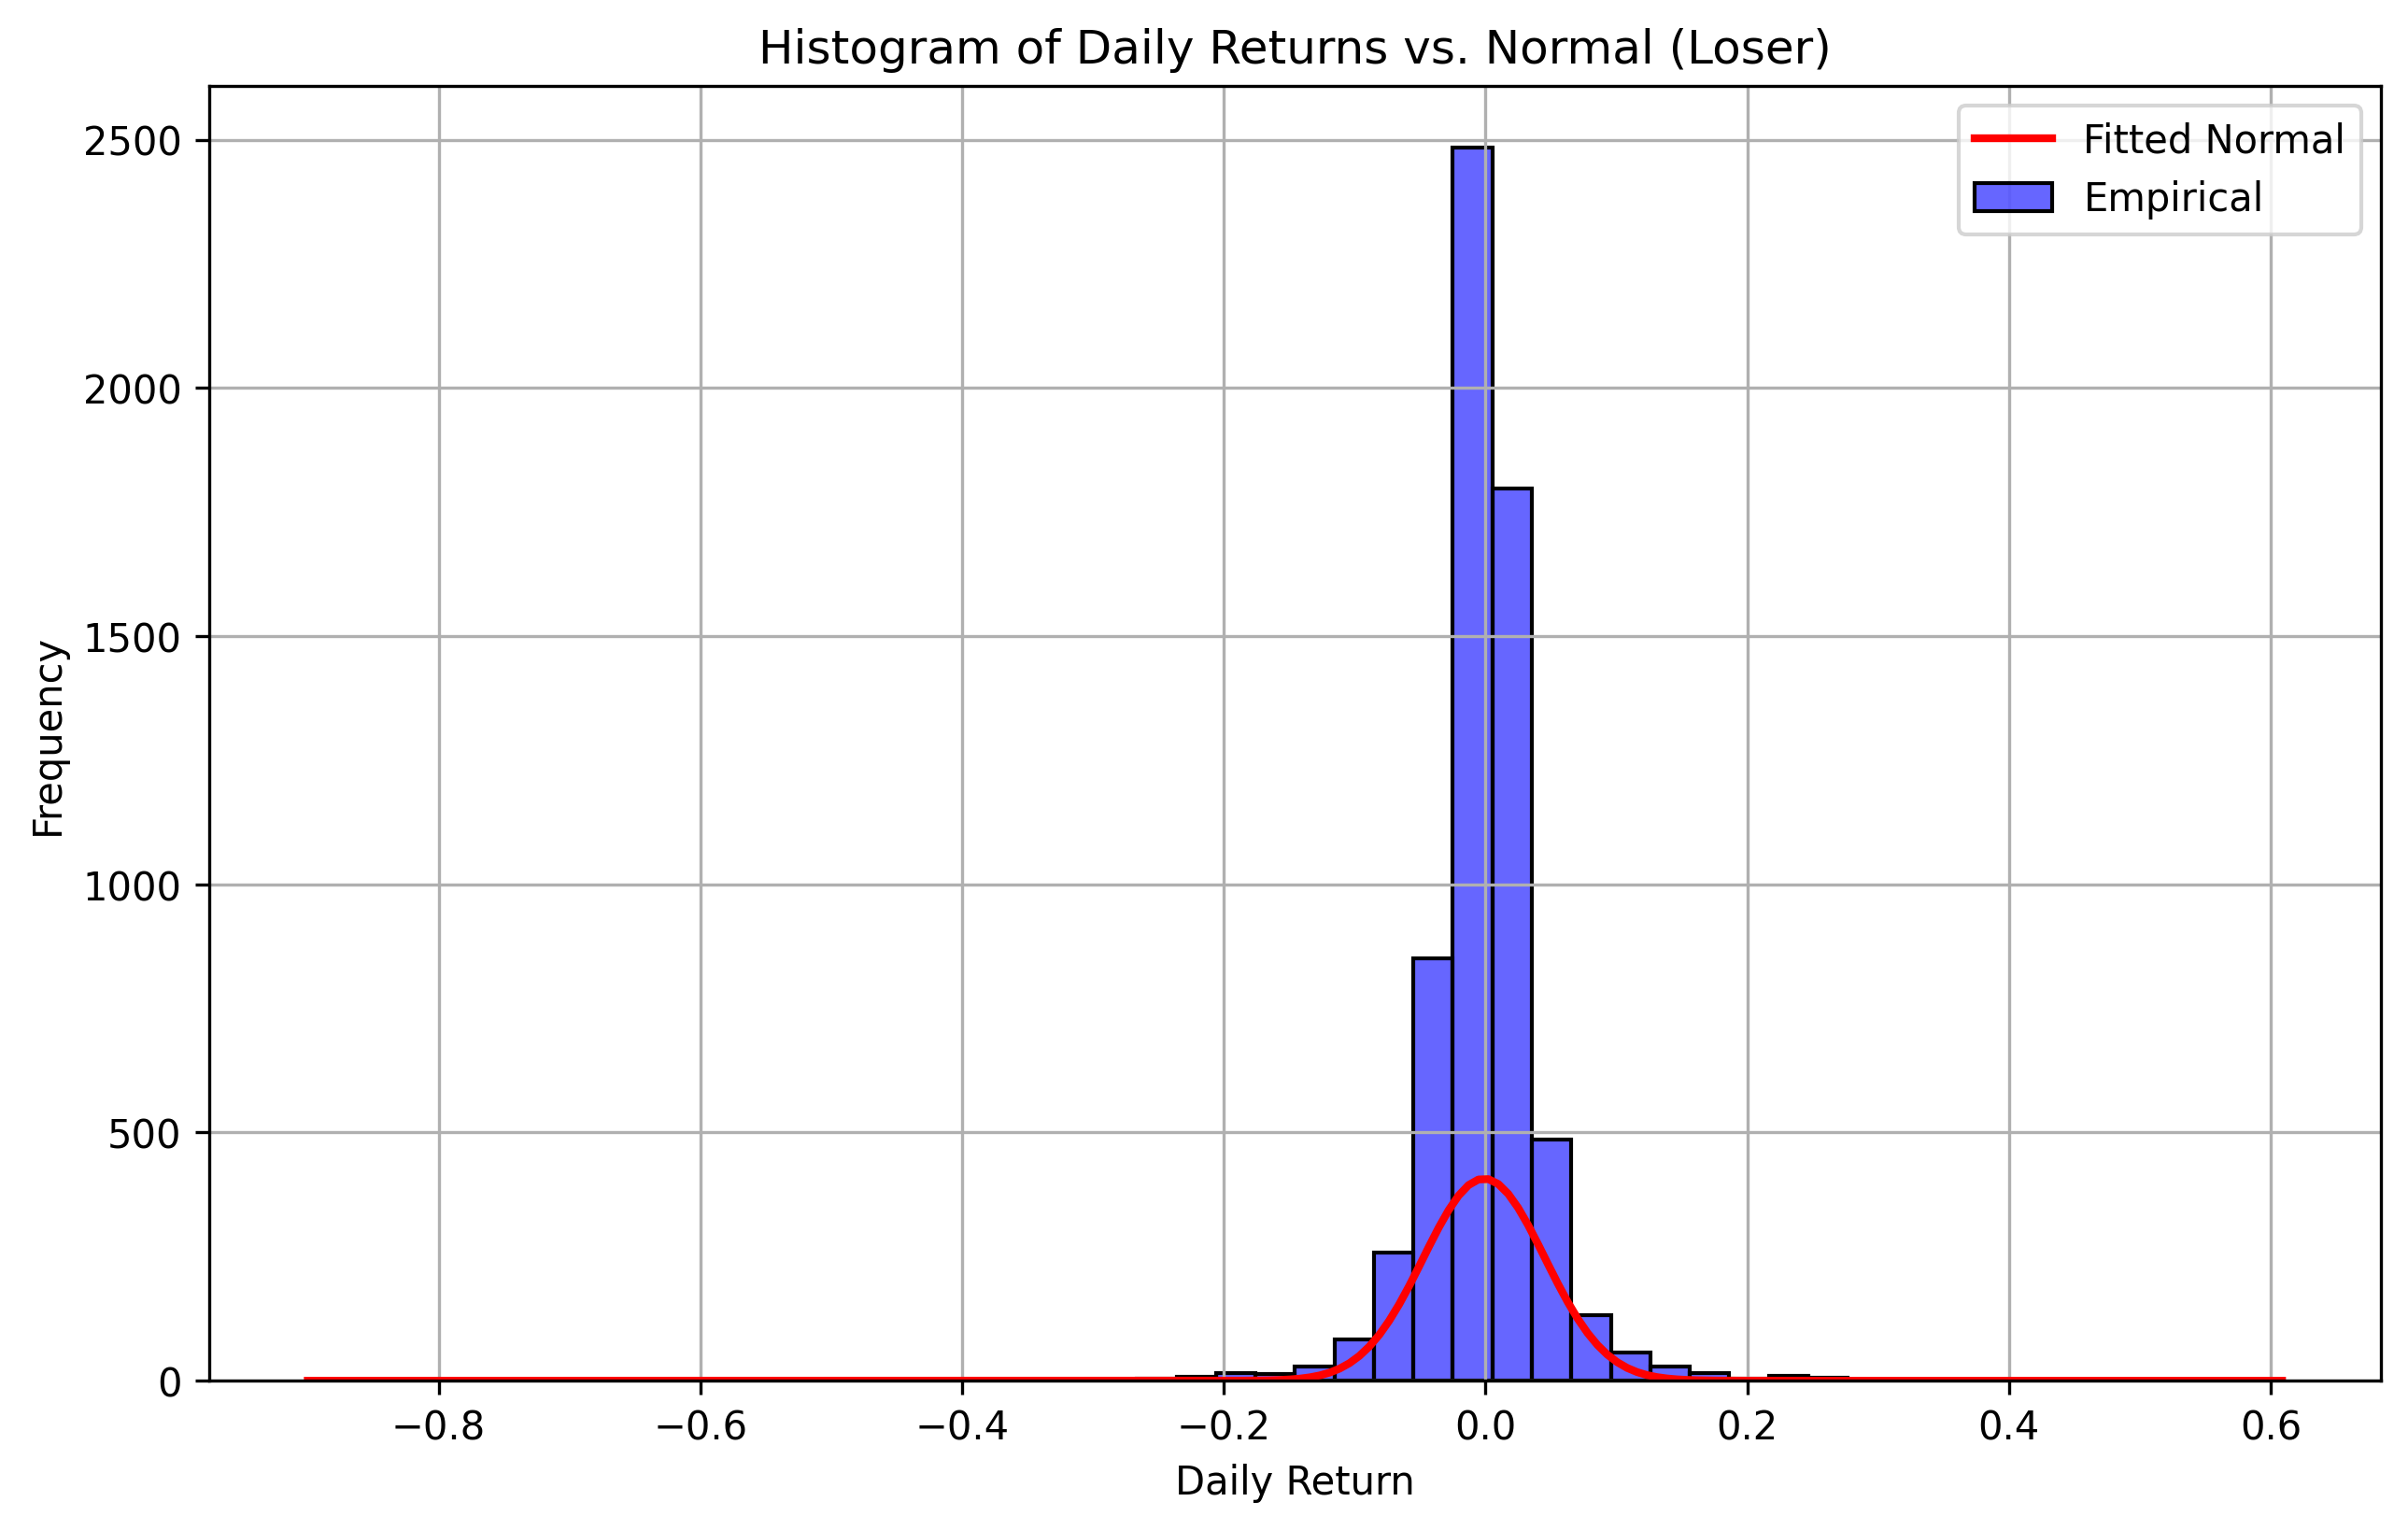 Histogram of Daily Returns vs. Normal (Loser)
Fitted Normal
Empirical
Frequency
2500
2000
1500
1000
500
0
−0.8
−0.6
−0.4
−0.2
0.0
0.2
0.4
0.6
Daily Return